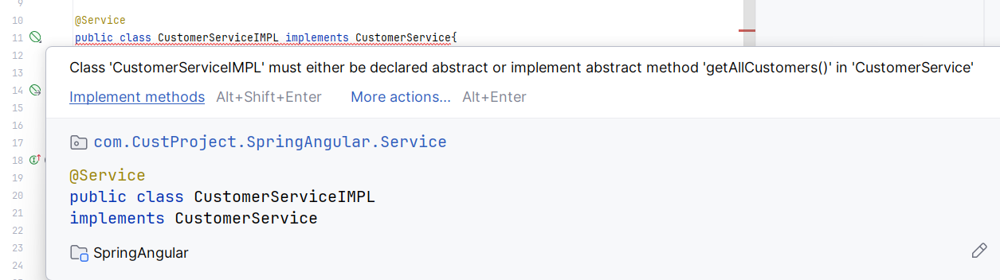 9
10 @Service
11 public class CustomerServiceIMPL implements CustomerService{
12
Class 'CustomerServiceIMPL' must either be declared abstract or implement abstract method 'getAllCustomers()' in 'CustomerService'
13
14
Implement methods Alt+Shift+Enter More actions... Alt+Enter
15
16
17
com.CustProject.SpringAngular.Service
18
19
@Service
20
public class CustomerServiceIMPL
21
implements CustomerService
22
23
SpringAngular
24